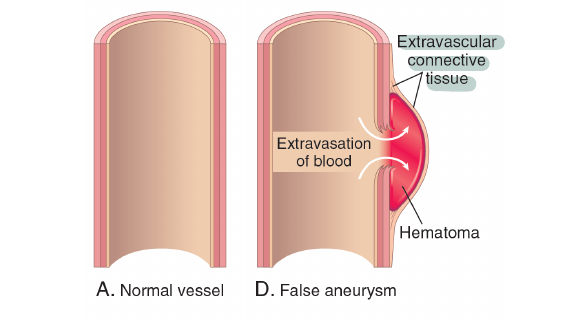 Extravascular
connective
tissue
Extravasation
of blood
Hematoma
A. Normal vessel
D. False aneurysm